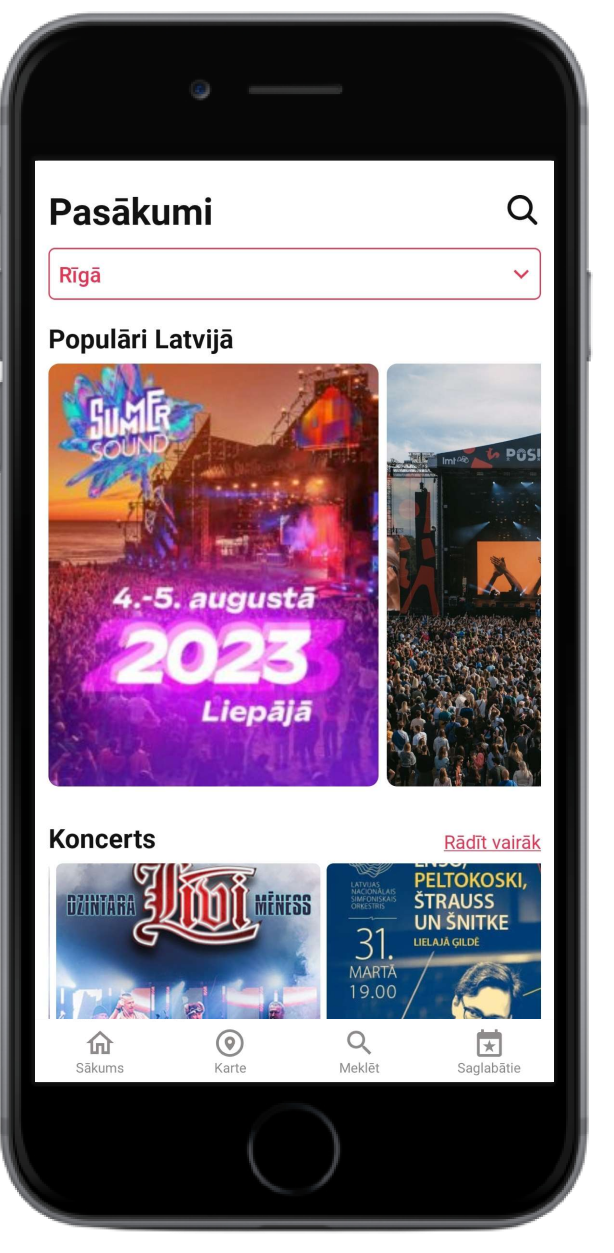 Pasākumi
Rīgā
Populāri Latvijā
SUMMER
SOUND
4.-5. augustā
2023
Liepājā
lmt
POS!
Koncerts
Rādīt vairāk
DZINTARA Līvi MĒNESS
LATVIJAS
NACIONĀLAIS
SIMFONISKAIS
ORĶESTRIS
31.
MARTĀ
19.00
PELTOKOSKI,
ŠTRAUSS
UN ŠNITKE
LIELAJĀ ĢILDĒ
Sākums
Karte
Meklēt
Saglabātie